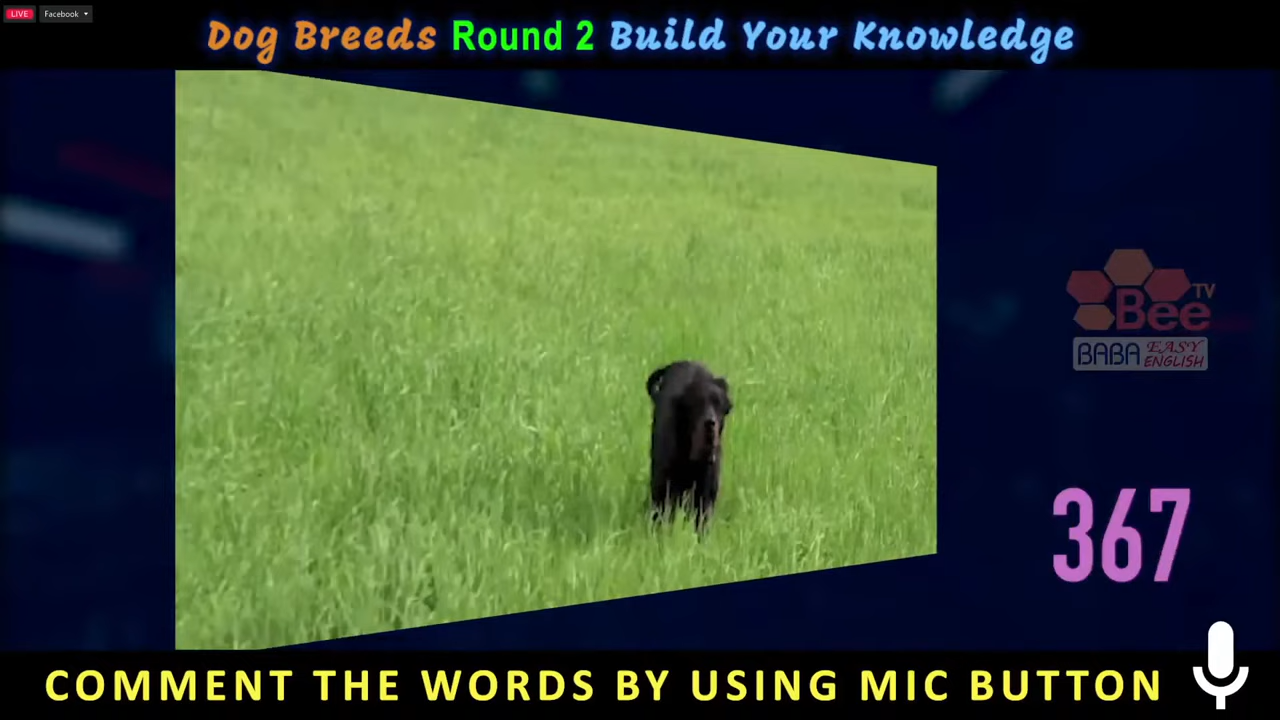 LIVE Facebook
Dog Breeds Round 2 Build Your Knowledge
Bee TV
BABA EASY ENGLISH
367
COMMENT THE WORDS BY USING MIC BUTTON